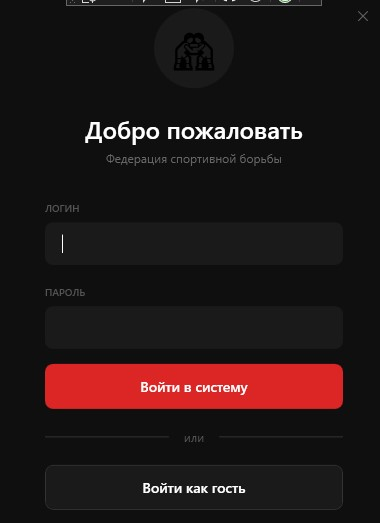 Добро пожаловать
Федерация спортивной борьбы
ЛОГИН
ПАРОЛЬ
Войти в систему
или
Войти как гость